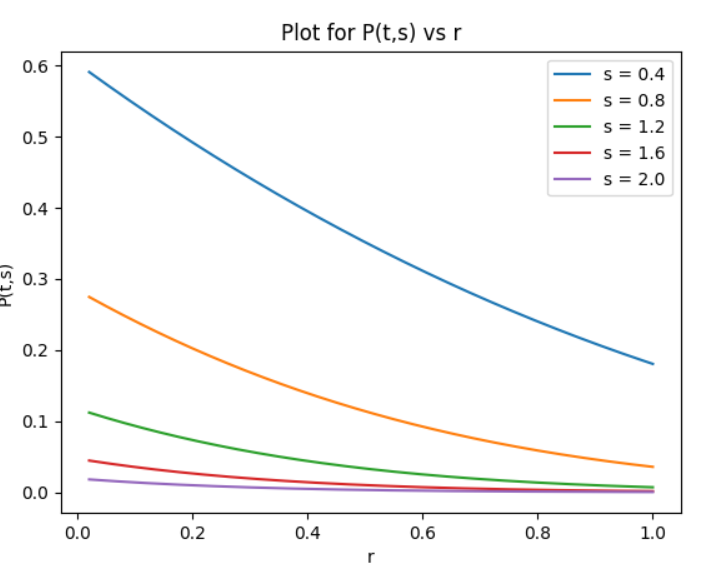 Plot for P(t,s) vs r
s = 0.4
s = 0.8
s = 1.2
s = 1.6
s = 2.0
P(t,s)
0.6
0.5
0.4
0.3
0.2
0.1
0.0
0.0 0.2 0.4 0.6 0.8 1.0
r